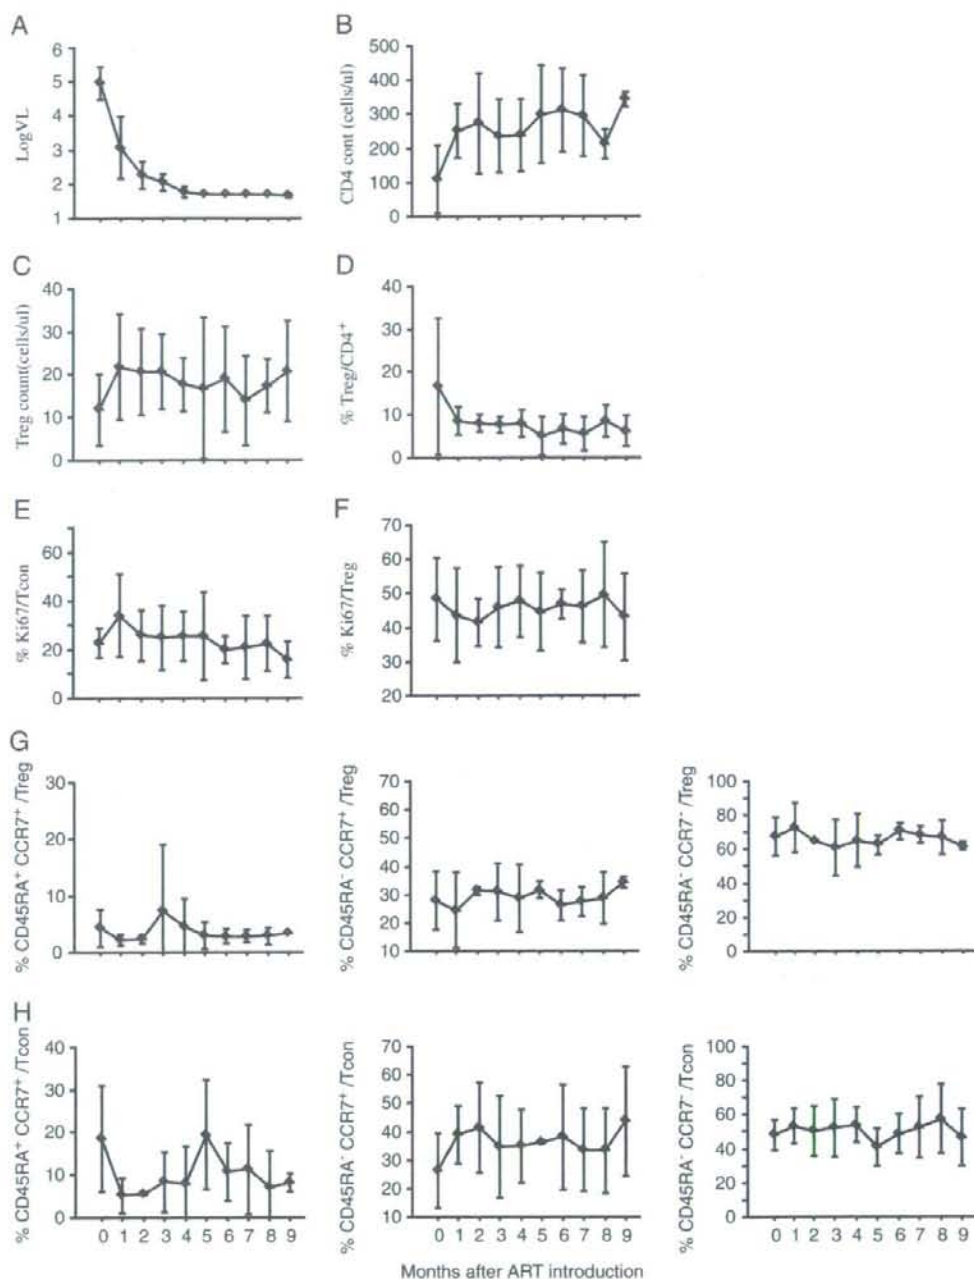 A
B
LogVL
6
5
4
3
2
1
CD4 cont (cells/ul)
500
400
300
200
100
0
C
D
Treg count(cells/ul)
40
30
20
10
0
% Treg/CD4⁺
40
30
20
10
0
E
F
% Ki67/Tcon
60
40
20
0
% Ki67/Treg
70
60
50
40
30
20
G
% CD45RA⁺ CCR7⁺ /Treg
30
20
10
0
% CD45RA⁻ CCR7⁺ /Treg
70
60
50
40
30
20
10
% CD45RA⁻ CCR7⁻ /Treg
100
80
60
40
20
0
H
% CD45RA⁺ CCR7⁺ /Tcon
40
30
20
10
0
0 1 2 3 4 5 6 7 8 9
% CD45RA⁻ CCR7⁺ /Tcon
70
60
50
40
30
20
10
0 1 2 3 4 5 6 7 8 9
% CD45RA⁻ CCR7⁻ /Tcon
100
80
60
40
20
0
0 1 2 3 4 5 6 7 8 9
Months after ART introduction